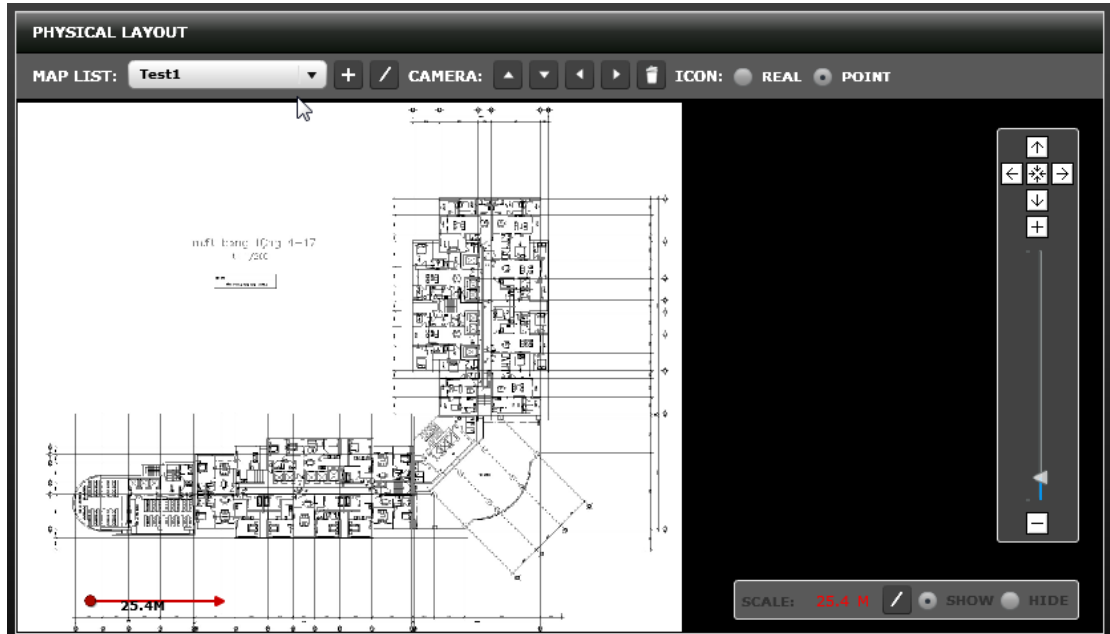 PHYSICAL LAYOUT
MAP LIST: Test1 CAMERA: ICON: REAL POINT
25.4M
SCALE: 25.4 M SHOW HIDE